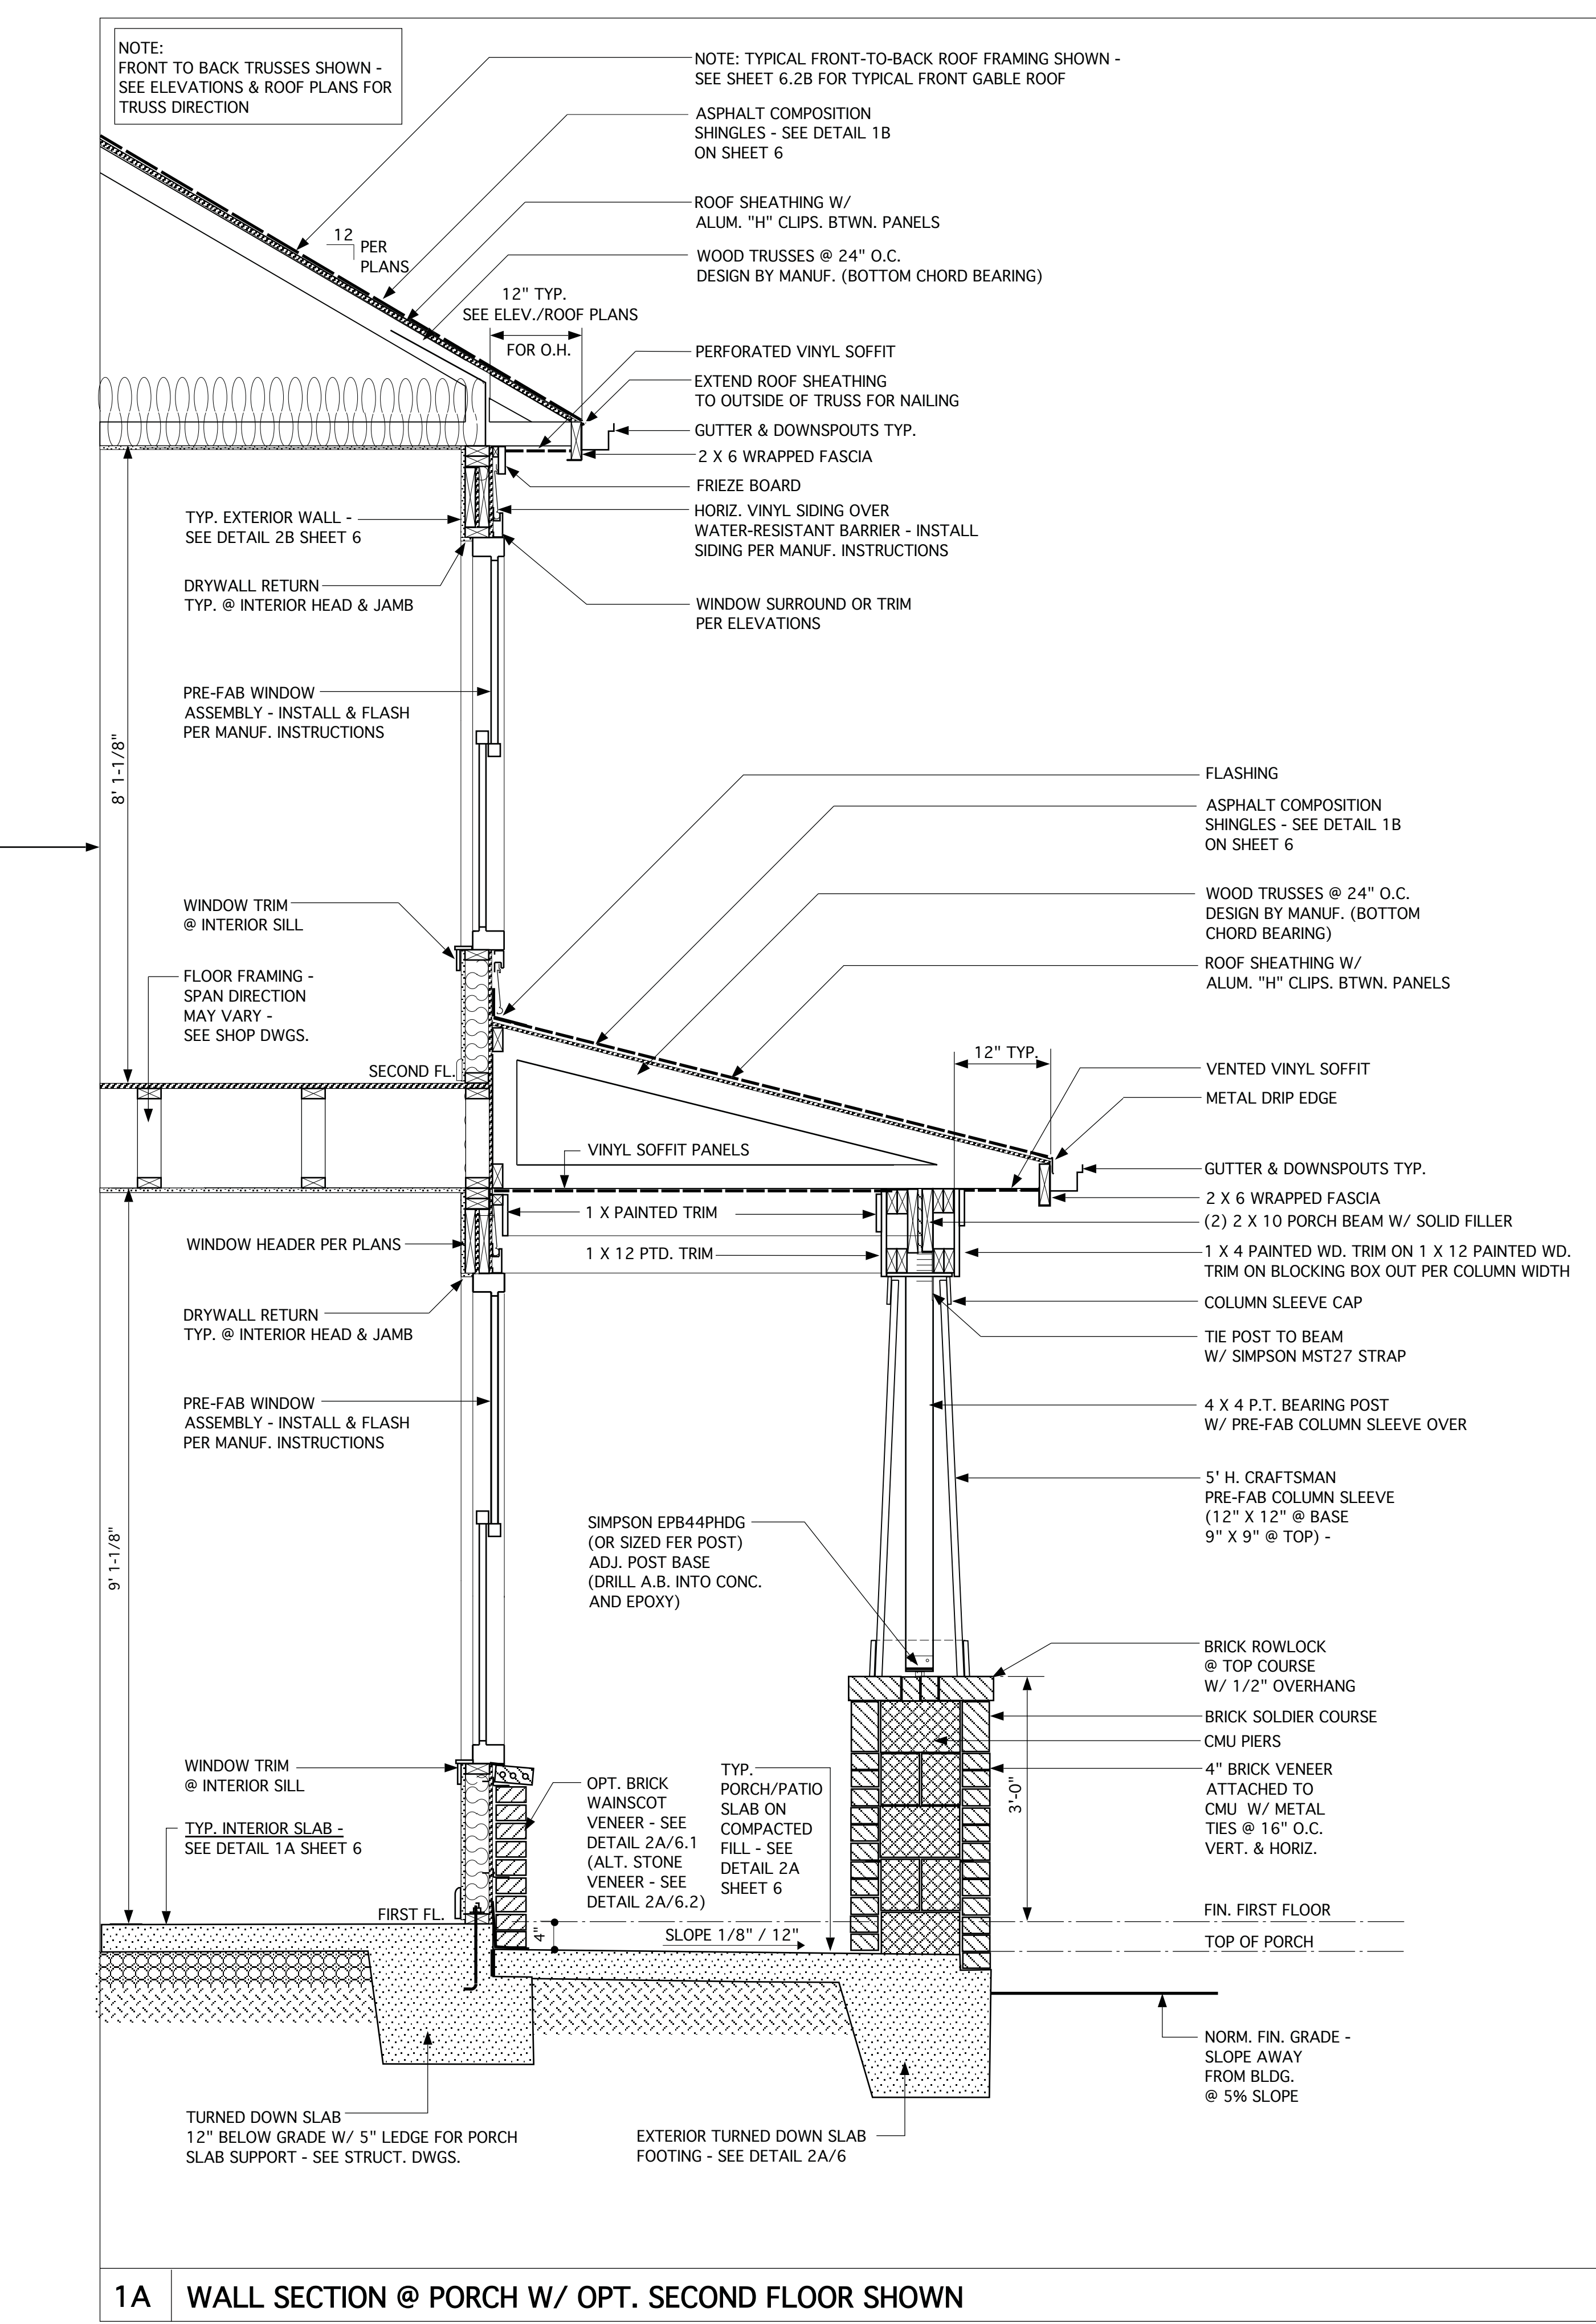 NOTE:
FRONT TO BACK TRUSSES SHOWN -
SEE ELEVATIONS & ROOF PLANS FOR
TRUSS DIRECTION
NOTE: TYPICAL FRONT-TO-BACK ROOF FRAMING SHOWN -
SEE SHEET 6.2B FOR TYPICAL FRONT GABLE ROOF
ASPHALT COMPOSITION
SHINGLES - SEE DETAIL 1B
ON SHEET 6
ROOF SHEATHING W/
ALUM. "H" CLIPS. BTWN. PANELS
12
PER
PLANS
WOOD TRUSSES @ 24" O.C.
DESIGN BY MANUF. (BOTTOM CHORD BEARING)
12" TYP.
SEE ELEV./ROOF PLANS
FOR O.H.
PERFORATED VINYL SOFFIT
EXTEND ROOF SHEATHING
TO OUTSIDE OF TRUSS FOR NAILING
GUTTER & DOWNSPOUTS TYP.
2 X 6 WRAPPED FASCIA
FRIEZE BOARD
HORIZ. VINYL SIDING OVER
WATER-RESISTANT BARRIER - INSTALL
SIDING PER MANUF. INSTRUCTIONS
TYP. EXTERIOR WALL -
SEE DETAIL 2B SHEET 6
DRYWALL RETURN
TYP. @ INTERIOR HEAD & JAMB
WINDOW SURROUND OR TRIM
PER ELEVATIONS
PRE-FAB WINDOW
ASSEMBLY - INSTALL & FLASH
PER MANUF. INSTRUCTIONS
8' 1-1/8"
FLASHING
ASPHALT COMPOSITION
SHINGLES - SEE DETAIL 1B
ON SHEET 6
WINDOW TRIM
@ INTERIOR SILL
WOOD TRUSSES @ 24" O.C.
DESIGN BY MANUF. (BOTTOM
CHORD BEARING)
FLOOR FRAMING -
SPAN DIRECTION
MAY VARY -
SEE SHOP DWGS.
ROOF SHEATHING W/
ALUM. "H" CLIPS. BTWN. PANELS
SECOND FL.
12" TYP.
VENTED VINYL SOFFIT
METAL DRIP EDGE
VINYL SOFFIT PANELS
GUTTER & DOWNSPOUTS TYP.
2 X 6 WRAPPED FASCIA
1 X PAINTED TRIM
(2) 2 X 10 PORCH BEAM W/ SOLID FILLER
WINDOW HEADER PER PLANS
1 X 12 PTD. TRIM
1 X 4 PAINTED WD. TRIM ON 1 X 12 PAINTED WD.
TRIM ON BLOCKING BOX OUT PER COLUMN WIDTH
COLUMN SLEEVE CAP
DRYWALL RETURN
TYP. @ INTERIOR HEAD & JAMB
TIE POST TO BEAM
W/ SIMPSON MST27 STRAP
PRE-FAB WINDOW
ASSEMBLY - INSTALL & FLASH
PER MANUF. INSTRUCTIONS
4 X 4 P.T. BEARING POST
W/ PRE-FAB COLUMN SLEEVE OVER
5' H. CRAFTSMAN
PRE-FAB COLUMN SLEEVE
(12" X 12" @ BASE
9" X 9" @ TOP) -
9' 1-1/8"
SIMPSON EPB44PHDG
(OR SIZED FER POST)
ADJ. POST BASE
(DRILL A.B. INTO CONC.
AND EPOXY)
BRICK ROWLOCK
@ TOP COURSE
W/ 1/2" OVERHANG
BRICK SOLDIER COURSE
CMU PIERS
WINDOW TRIM
@ INTERIOR SILL
OPT. BRICK
WAINSCOT
VENEER - SEE
DETAIL 2A/6.1
(ALT. STONE
VENEER - SEE
DETAIL 2A/6.2)
TYP.
PORCH/PATIO
SLAB ON
COMPACTED
FILL - SEE
DETAIL 2A
SHEET 6
3'-0"
4" BRICK VENEER
ATTACHED TO
CMU W/ METAL
TIES @ 16" O.C.
VERT. & HORIZ.
TYP. INTERIOR SLAB -
SEE DETAIL 1A SHEET 6
FIRST FL.
4"
SLOPE 1/8" / 12"
FIN. FIRST FLOOR
TOP OF PORCH
NORM. FIN. GRADE -
SLOPE AWAY
FROM BLDG.
@ 5% SLOPE
TURNED DOWN SLAB
12" BELOW GRADE W/ 5" LEDGE FOR PORCH
SLAB SUPPORT - SEE STRUCT. DWGS.
EXTERIOR TURNED DOWN SLAB
FOOTING - SEE DETAIL 2A/6
1A WALL SECTION @ PORCH W/ OPT. SECOND FLOOR SHOWN